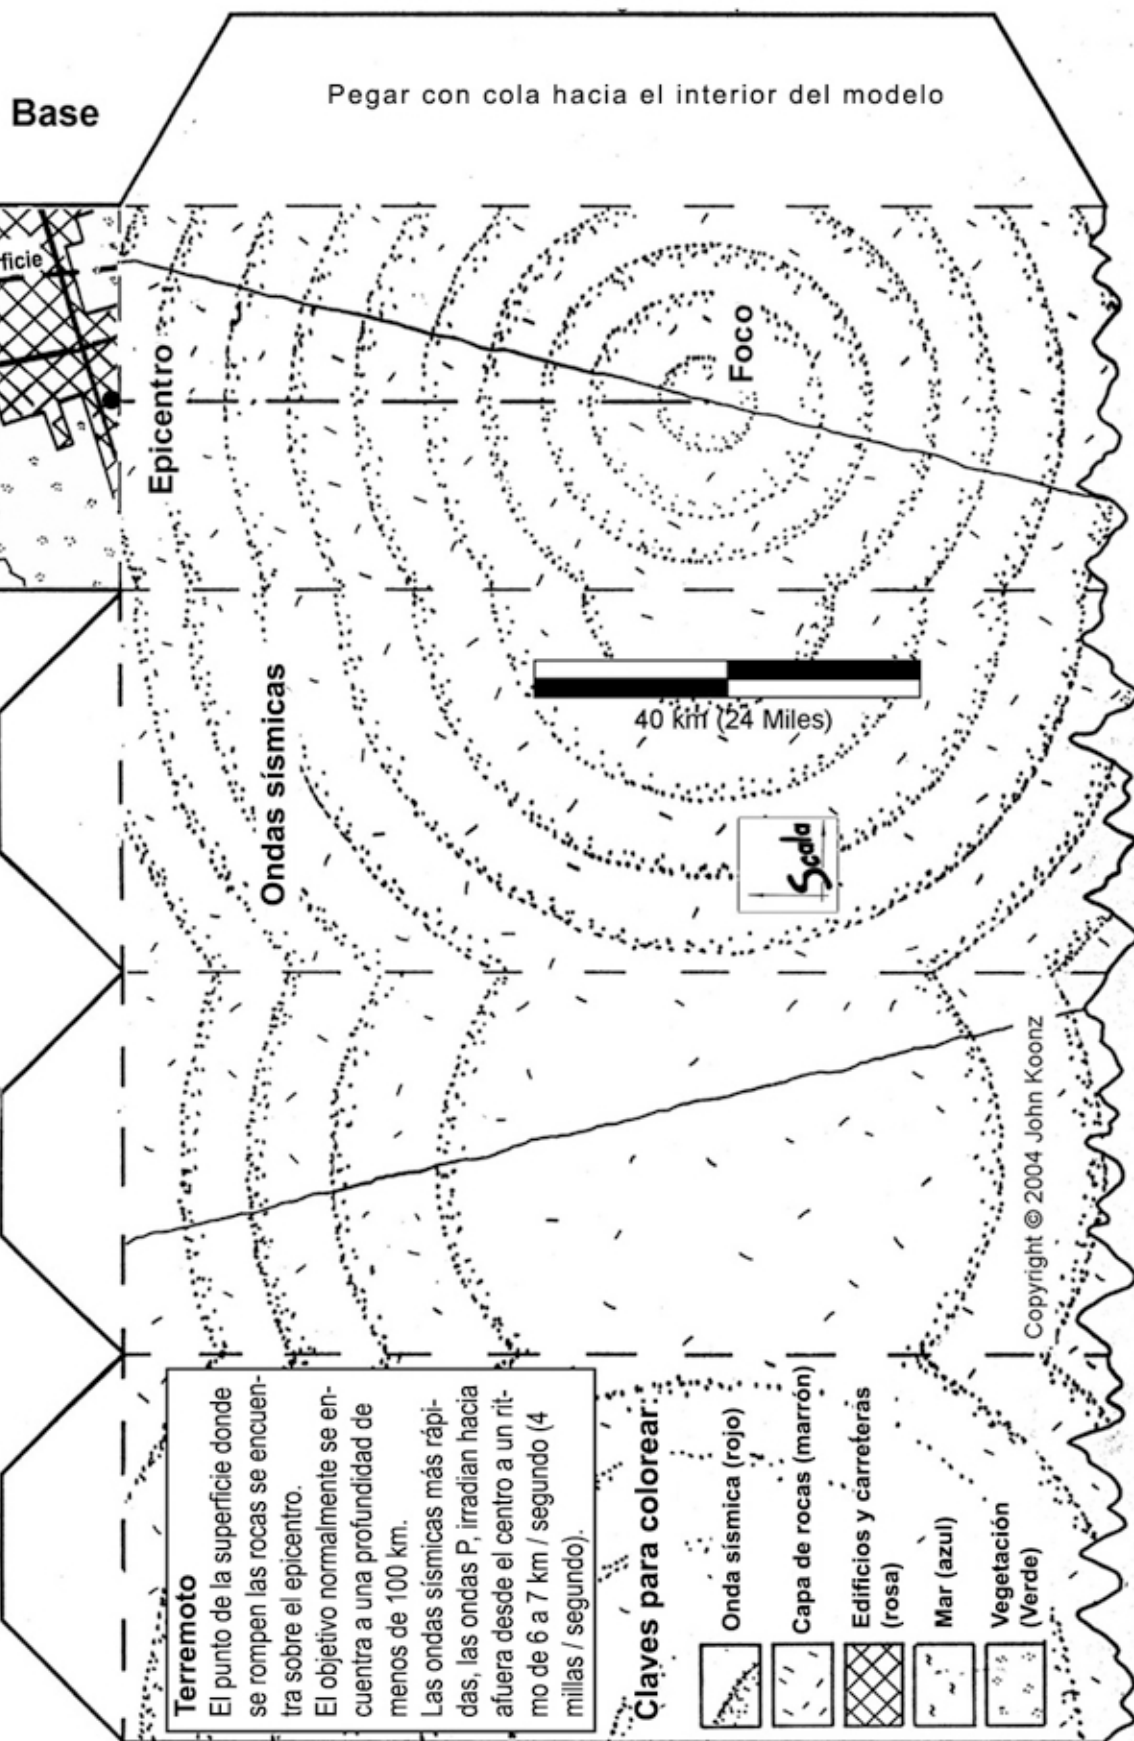 Base
Pegar con cola hacia el interior del modelo
ficie
Epicentro
Foco
Ondas sísmicas
40 km (24 Miles)
Scala
Copyright © 2004 John Koonz
Terremoto
El punto de la superficie donde
se rompen las rocas se encuen-
tra sobre el epicentro.
El objetivo normalmente se en-
cuentra a una profundidad de
menos de 100 km.
Las ondas sísmicas más rápi-
das, las ondas P, irradian hacia
afuera desde el centro a un rit-
mo de 6 a 7 km / segundo (4
millas / segundo).
Claves para colorear:
Onda sísmica (rojo)
Capa de rocas (marrón)
Edificios y carreteras
(rosa)
Mar (azul)
Vegetación
(Verde)